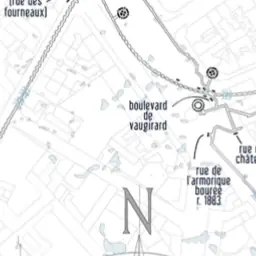 (rue des
fourneaux)
boulevard
de
vaugirard
rue
chât
rue de
l'armorique
bourée
r. 1883
N